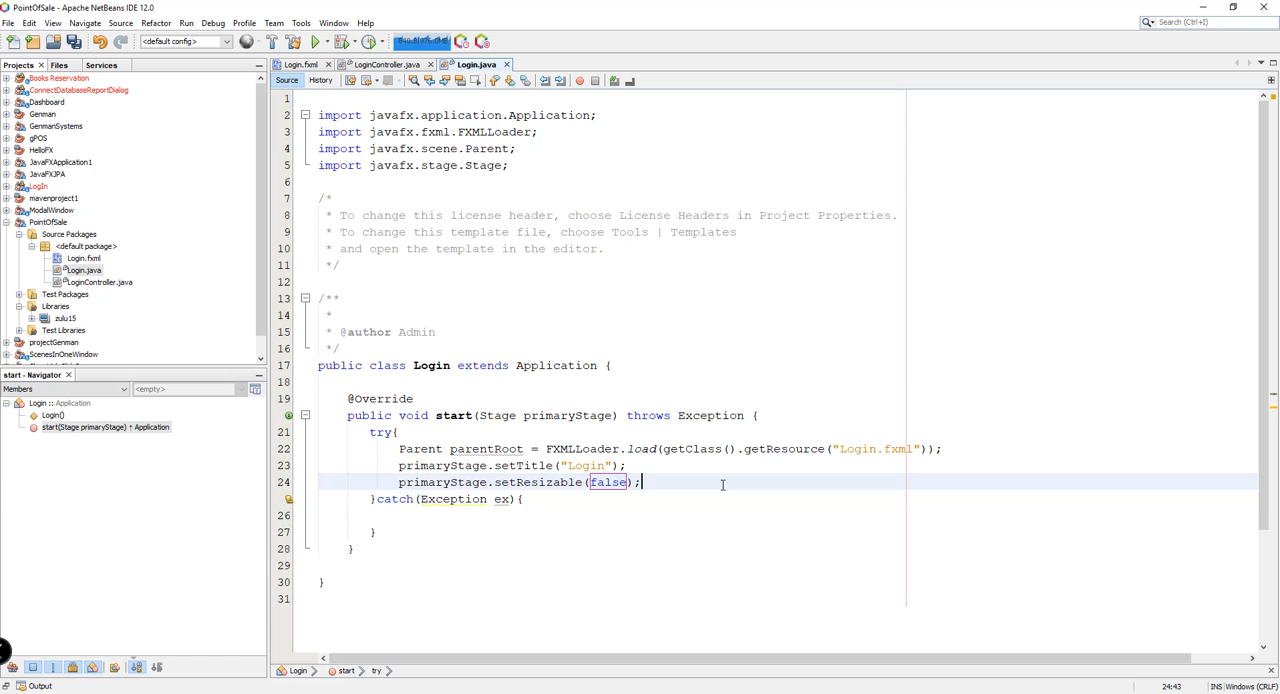 PointOfSale - Apache NetBeans IDE 12.0
File Edit View Navigate Source Refactor Run Debug Profile Team Tools Window Help
Search (Ctrl+I)
<default config>
Projects Files Services
Login.fxml LoginController.java Login.java
Source History
Books Reservation
ConnectDatabaseReportDialog
Dashboard
Genman
GenmanSystems
gPOS
HelloFX
JavaFXApplication1
JavaFXJPA
LogIn
mavenproject1
ModalWindow
PointOfSale
Source Packages
<default package>
Login.fxml
Login.java
LoginController.java
Test Packages
Libraries
zulu15
Test Libraries
projectGenman
ScenesInOneWindow
start - Navigator
Members <empty>
Login :: Application
Login()
start(Stage primaryStage) ↑ Application
1
2 import javafx.application.Application;
3 import javafx.fxml.FXMLLoader;
4 import javafx.scene.Parent;
5 import javafx.stage.Stage;
6
7 /*
8 * To change this license header, choose License Headers in Project Properties.
9 * To change this template file, choose Tools | Templates
10 * and open the template in the editor.
11 */
12
13 /**
14 *
15 * @author Admin
16 */
17 public class Login extends Application {
18
19 @Override
public void start(Stage primaryStage) throws Exception {
21 try{
22 Parent parentRoot = FXMLLoader.load(getClass().getResource("Login.fxml"));
23 primaryStage.setTitle("Login");
24 primaryStage.setResizable(false);
}catch(Exception ex){
26
27 }
28 }
29
30 }
31
Login start try
Output
24:43 INS Windows (CRLF)